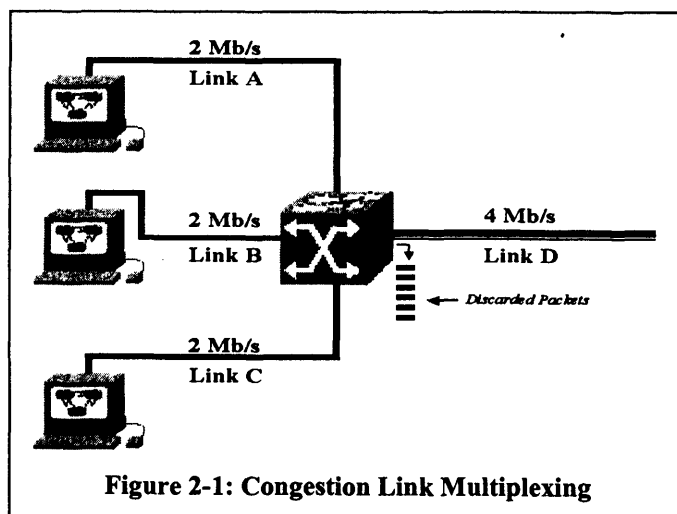 2 Mb/s
Link A
2 Mb/s
Link B
4 Mb/s
Link D
Discarded Packets
2 Mb/s
Link C
Figure 2-1: Congestion Link Multiplexing